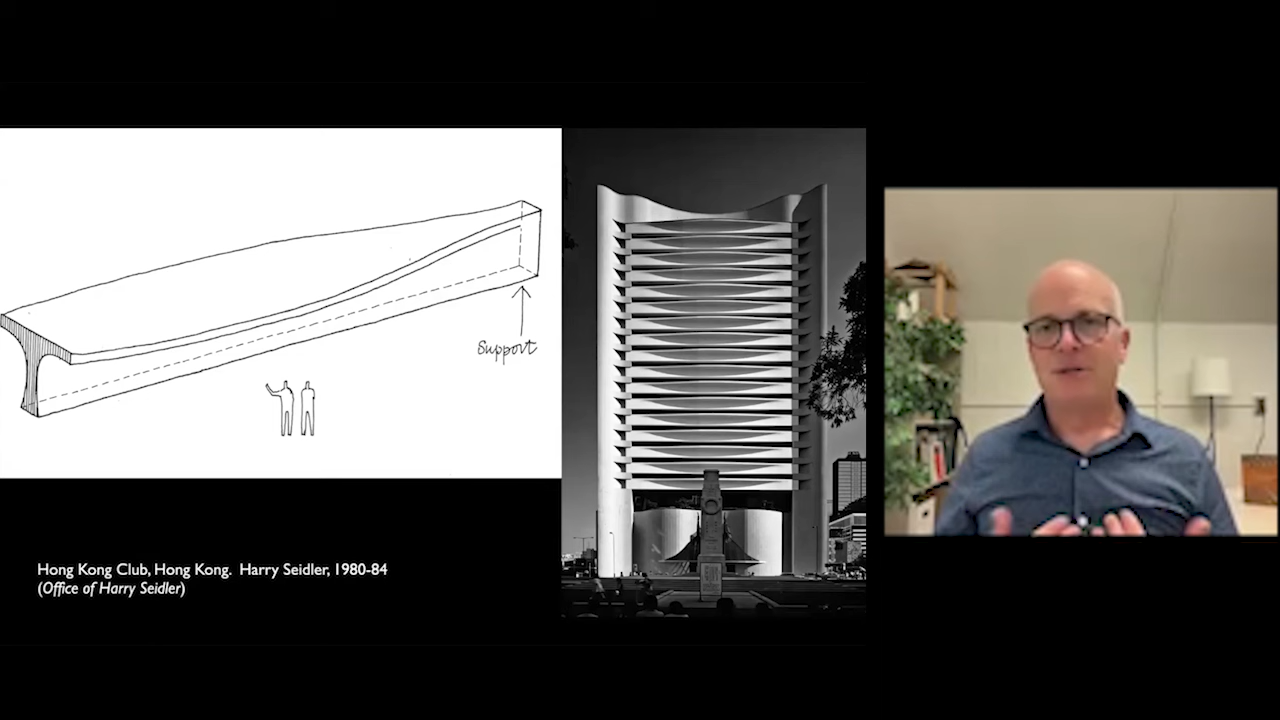 Support
Hong Kong Club, Hong Kong.  Harry Seidler, 1980-84
(Office of Harry Seidler)